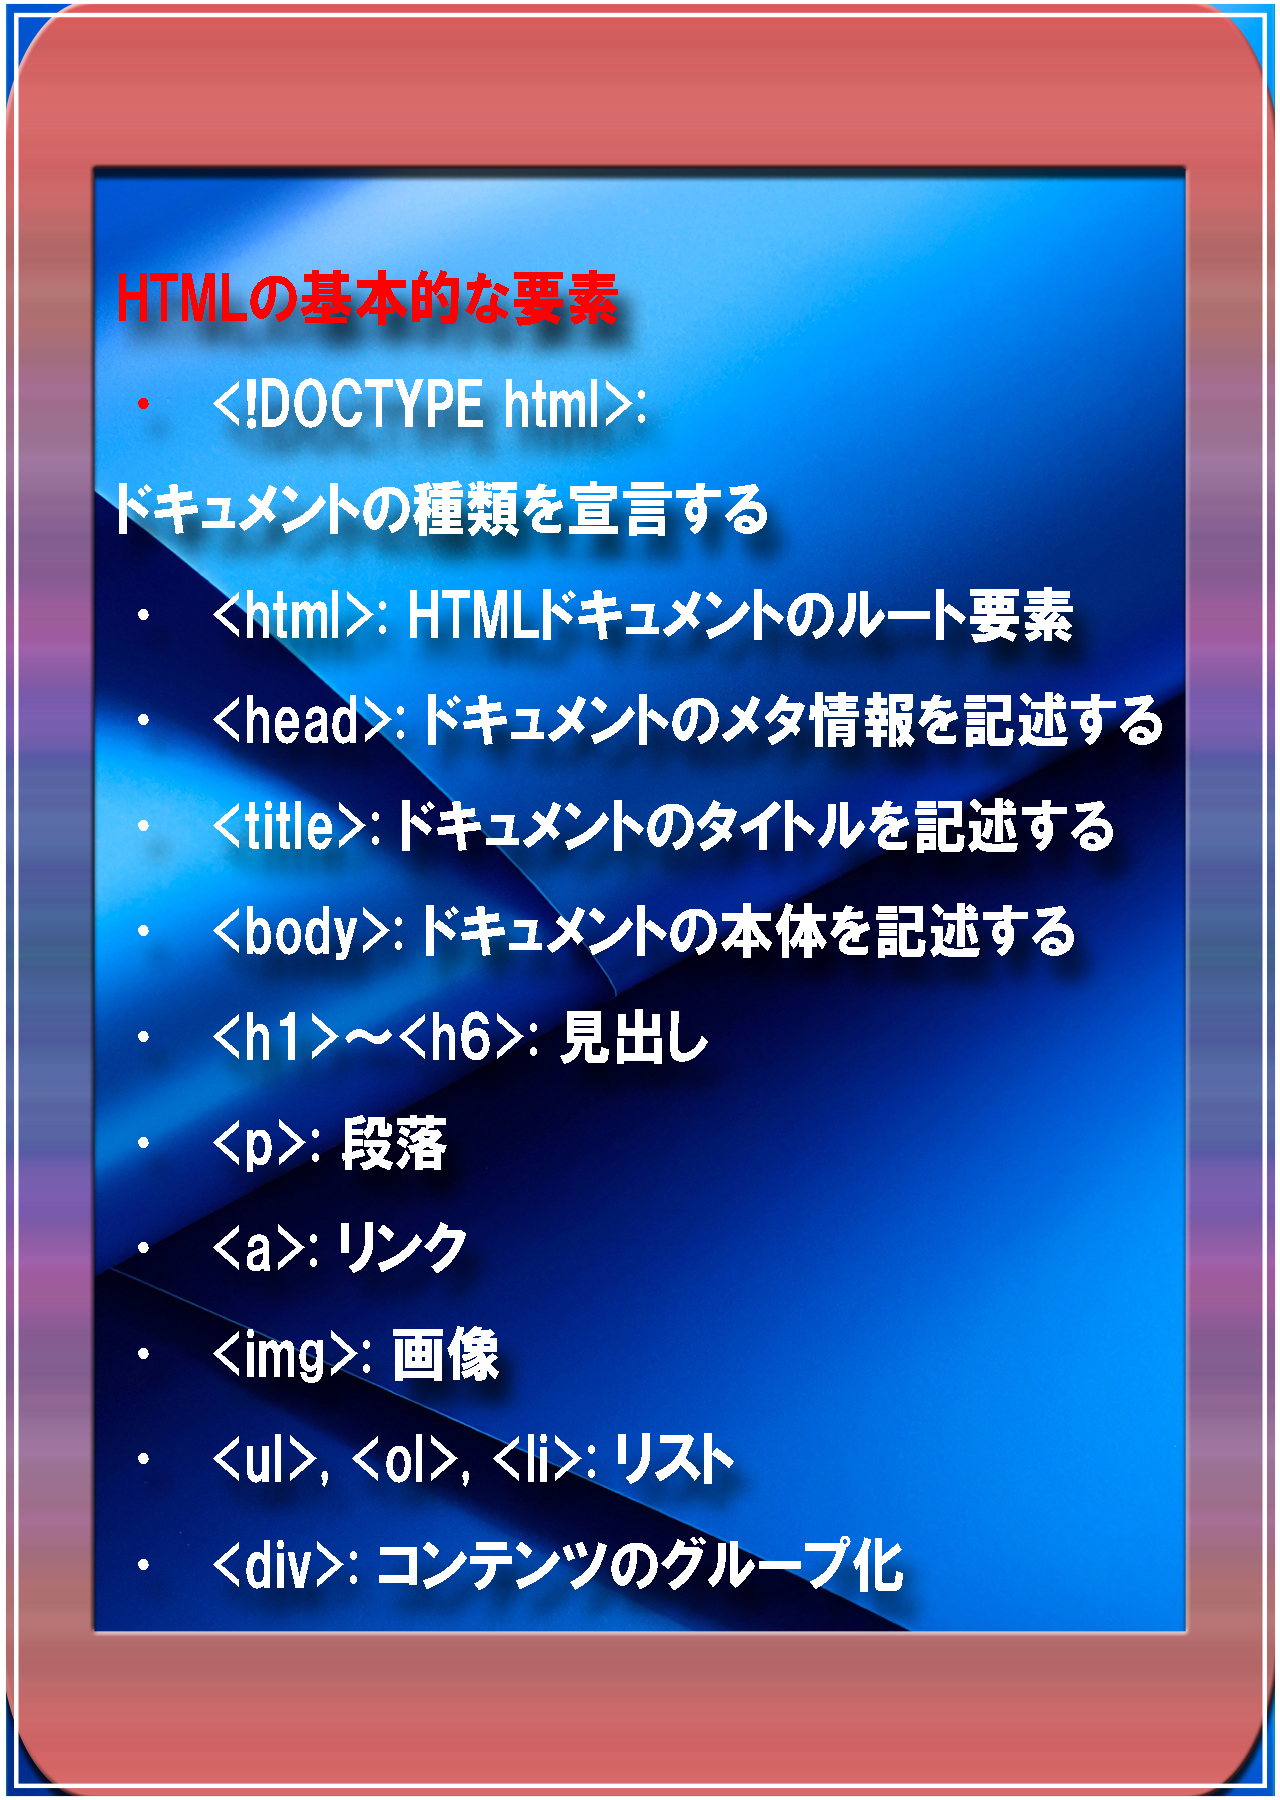 HTMLの基本的な要素
・ <!DOCTYPE html>:
ドキュメントの種類を宣言する
・ <html>: HTMLドキュメントのルート要素
・ <head>: ドキュメントのメタ情報を記述する
・ <title>: ドキュメントのタイトルを記述する
・ <body>: ドキュメントの本体を記述する
・ <h1>～<h6>: 見出し
・ <p>: 段落
・ <a>: リンク
・ <img>: 画像
・ <ul>, <ol>, <li>: リスト
・ <div>: コンテンツのグループ化